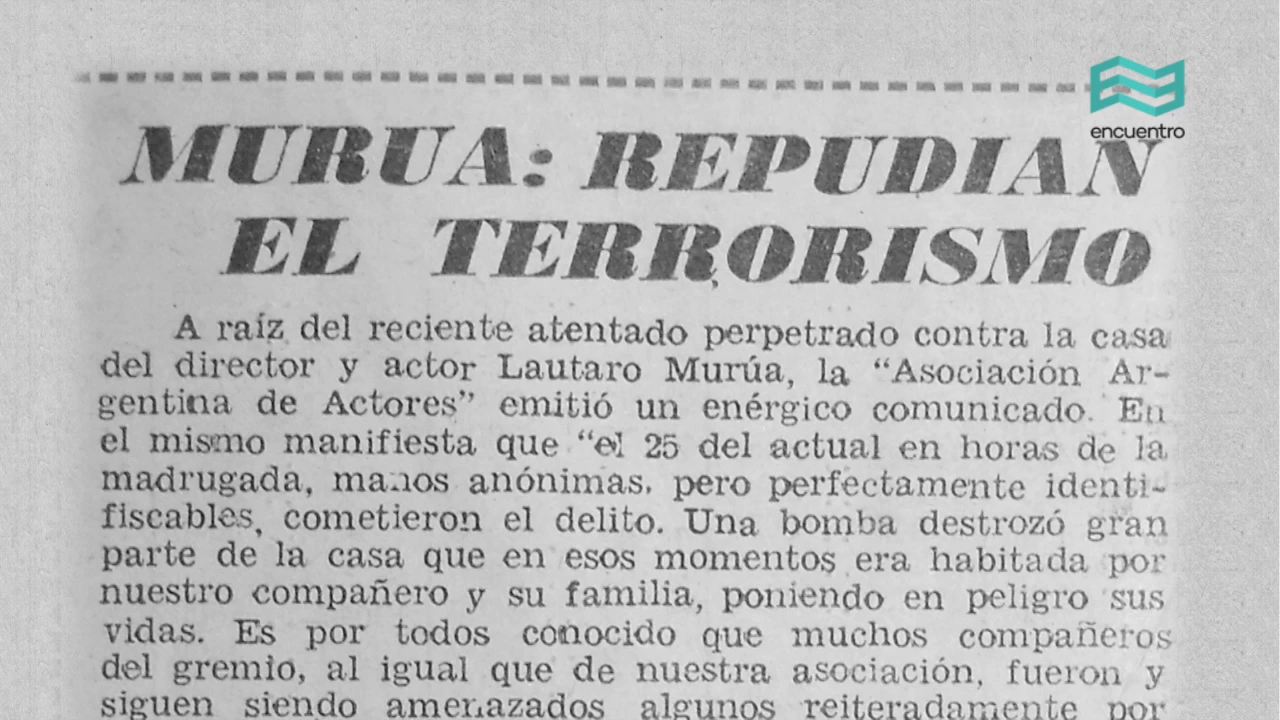 encuentro
MURUA: REPUDIAN
EL TERRORISMO
A raíz del reciente atentado perpetrado contra la casa
del director y actor Lautaro Murúa, la “Asociación Ar-
gentina de Actores” emitió un enérgico comunicado. En
el mismo manifiesta que “el 25 del actual en horas de la
madrugada, manos anónimas, pero perfectamente identi-
fiscables, cometieron el delito. Una bomba destrozó gran
parte de la casa que en esos momentos era habitada por
nuestro compañero y su familia, poniendo en peligro sus
vidas. Es por todos conocido que muchos compañeros
del gremio, al igual que de nuestra asociación, fueron y
siguen siendo amenazados algunos reiteradamente por